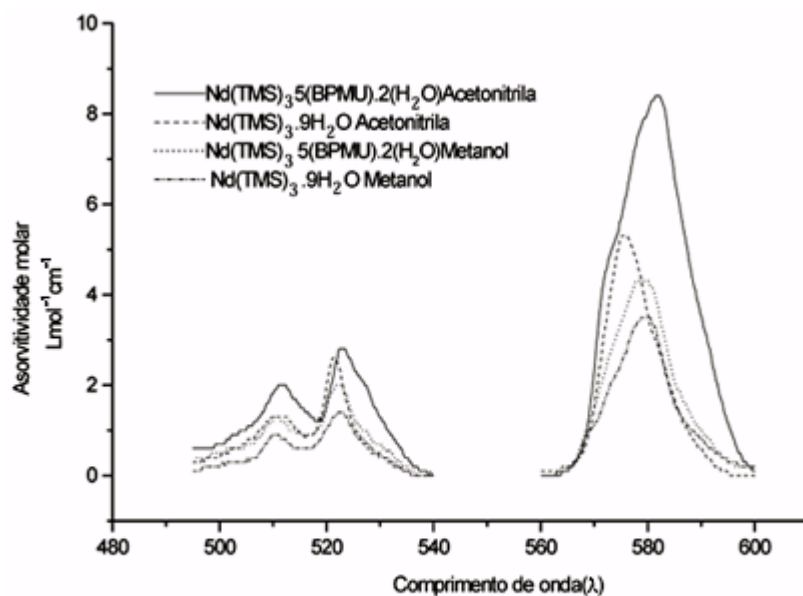 10
8
6
4
2
0
Asorvitividade molar
Lmol⁻¹cm⁻¹
Nd(TMS)₃5(BPMU).2(H₂O)Acetonitrila
Nd(TMS)₃.9H₂O Acetonitrila
Nd(TMS)₃ 5(BPMU).2(H₂O)Metanol
Nd(TMS)₃ .9H₂O Metanol
480 500 520 540 560 580 600
Comprimento de onda(λ)